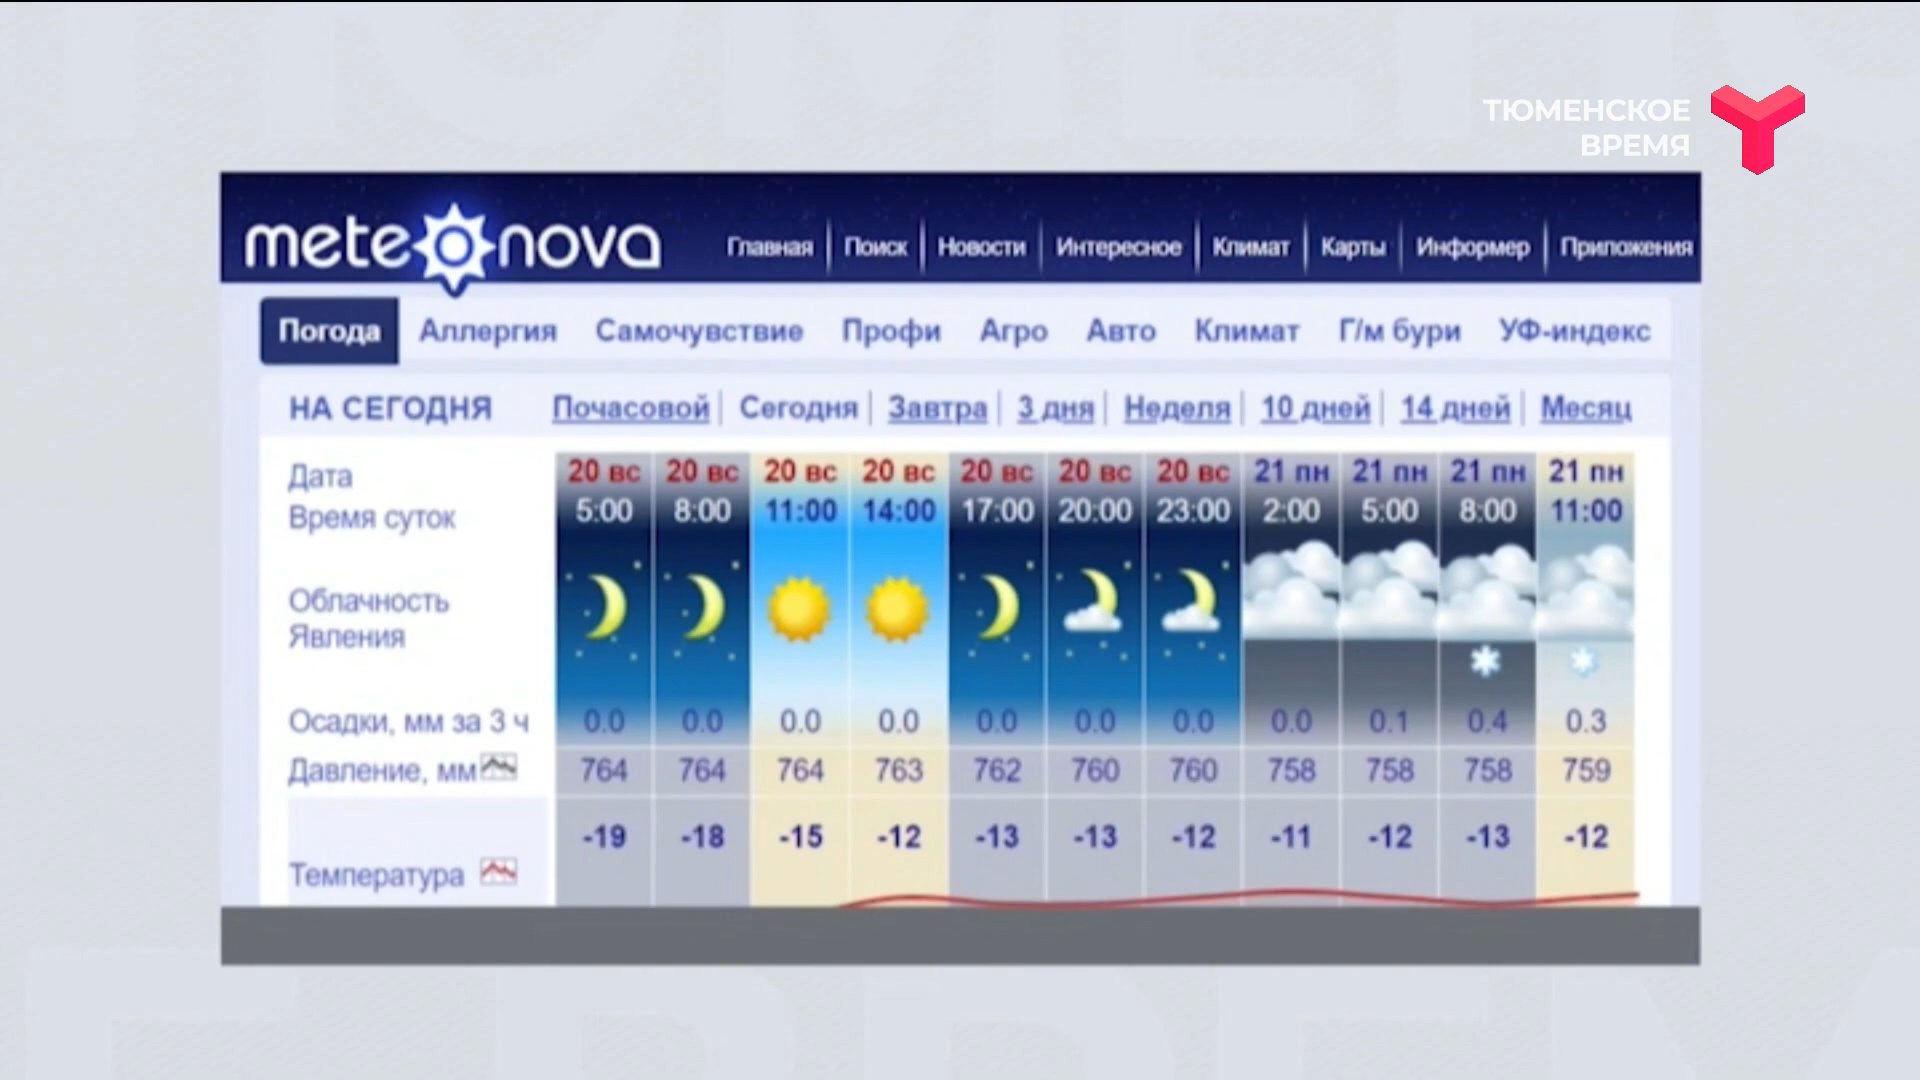 ТЮМЕНСКОЕ
ВРЕМЯ
meteonova
Главная Поиск Новости Интересное Климат Карты Информер Приложения
Погода Аллергия Самочувствие Профи Агро Авто Климат Г/м бури УФ-индекс
НА СЕГОДНЯ Почасовой Сегодня Завтра 3 дня Неделя 10 дней 14 дней Месяц
Дата 20 вс 20 вс 20 вс 20 вс 20 вс 20 вс 20 вс 21 пн 21 пн 21 пн 21 пн
Время суток 5:00 8:00 11:00 14:00 17:00 20:00 23:00 2:00 5:00 8:00 11:00
Облачность
Явления
Осадки, мм за 3 ч 0.0 0.0 0.0 0.0 0.0 0.0 0.0 0.0 0.1 0.4 0.3
Давление, мм 764 764 764 763 762 760 760 758 758 758 759
-19 -18 -15 -12 -13 -13 -12 -11 -12 -13 -12
Температура